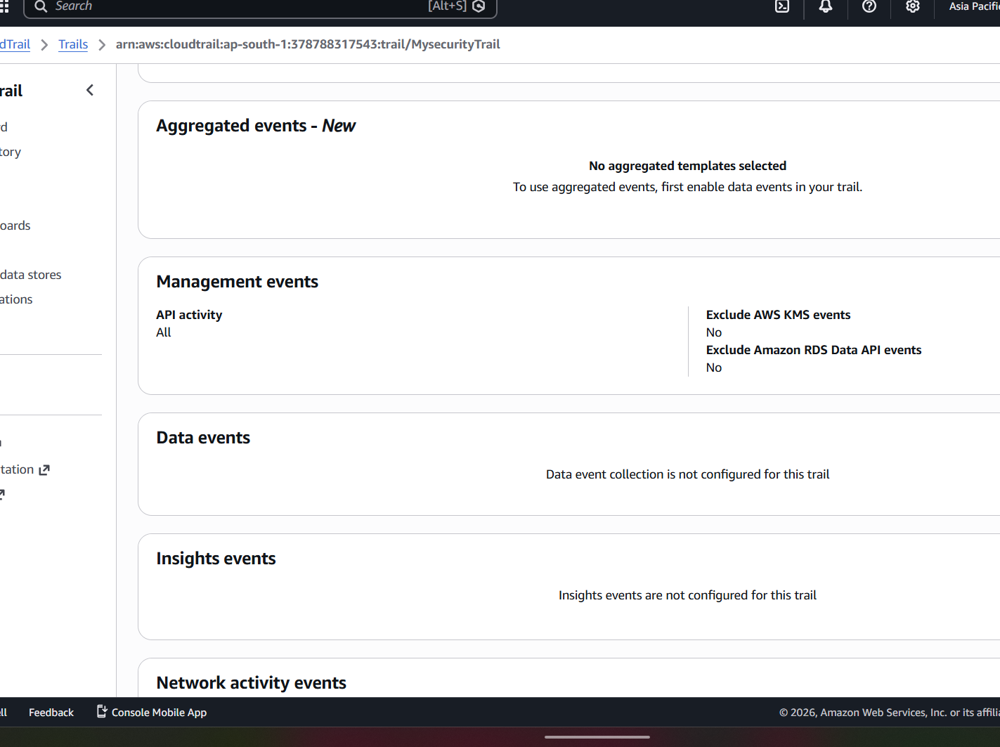 Search [Alt+S] Asia Pacific
dTrail Trails arn:aws:cloudtrail:ap-south-1:378788317543:trail/MysecurityTrail
rail
d
tory
oards
data stores
ations
tation
Aggregated events - New
No aggregated templates selected
To use aggregated events, first enable data events in your trail.
Management events
API activity
All
Exclude AWS KMS events
No
Exclude Amazon RDS Data API events
No
Data events
Data event collection is not configured for this trail
Insights events
Insights events are not configured for this trail
Network activity events
ll Feedback Console Mobile App © 2026, Amazon Web Services, Inc. or its affilia